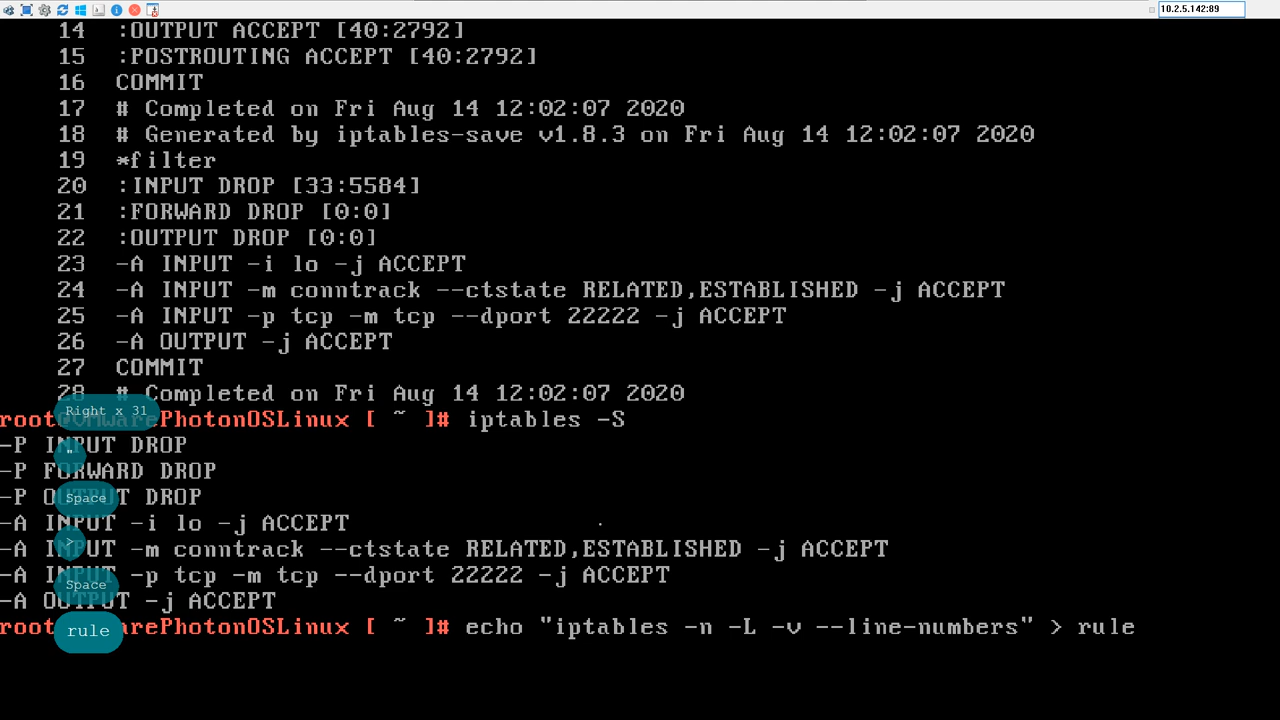 10.2.5.142:89
14 :OUTPUT ACCEPT [40:2792]
15 :POSTROUTING ACCEPT [40:2792]
16 COMMIT
17 # Completed on Fri Aug 14 12:02:07 2020
18 # Generated by iptables-save v1.8.3 on Fri Aug 14 12:02:07 2020
19 *filter
20 :INPUT DROP [33:5584]
21 :FORWARD DROP [0:0]
22 :OUTPUT DROP [0:0]
23 -A INPUT -i lo -j ACCEPT
24 -A INPUT -m conntrack --ctstate RELATED,ESTABLISHED -j ACCEPT
25 -A INPUT -p tcp -m tcp --dport 22222 -j ACCEPT
26 -A OUTPUT -j ACCEPT
27 COMMIT
28 # Completed on Fri Aug 14 12:02:07 2020
Right x 31
root@VMwarePhotonOSLinux [ ~ ]# iptables -S
-P INPUT DROP
"
-P FORWARD DROP
-P OUTPUT DROP
Space
-A INPUT -i lo -j ACCEPT
>
-A INPUT -m conntrack --ctstate RELATED,ESTABLISHED -j ACCEPT
-A INPUT -p tcp -m tcp --dport 22222 -j ACCEPT
Space
-A OUTPUT -j ACCEPT
root arePhotonOSLinux [ ~ ]# echo "iptables -n -L -v --line-numbers" > rule
rule